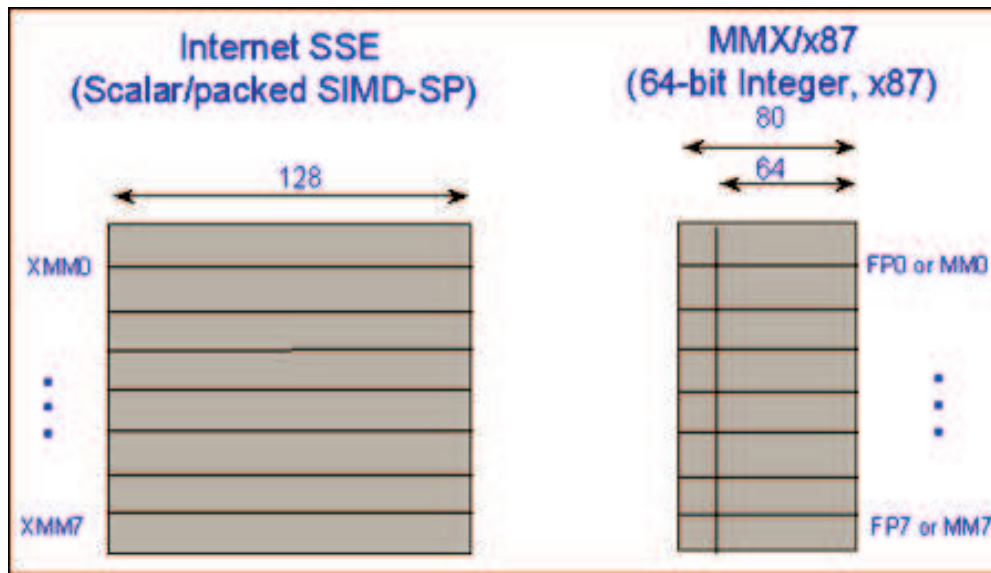 Internet SSE
(Scalar/packed SIMD-SP)
128
XMM0
XMM7
MMX/x87
(64-bit Integer, x87)
80
64
FP0 or MM0
FP7 or MM7